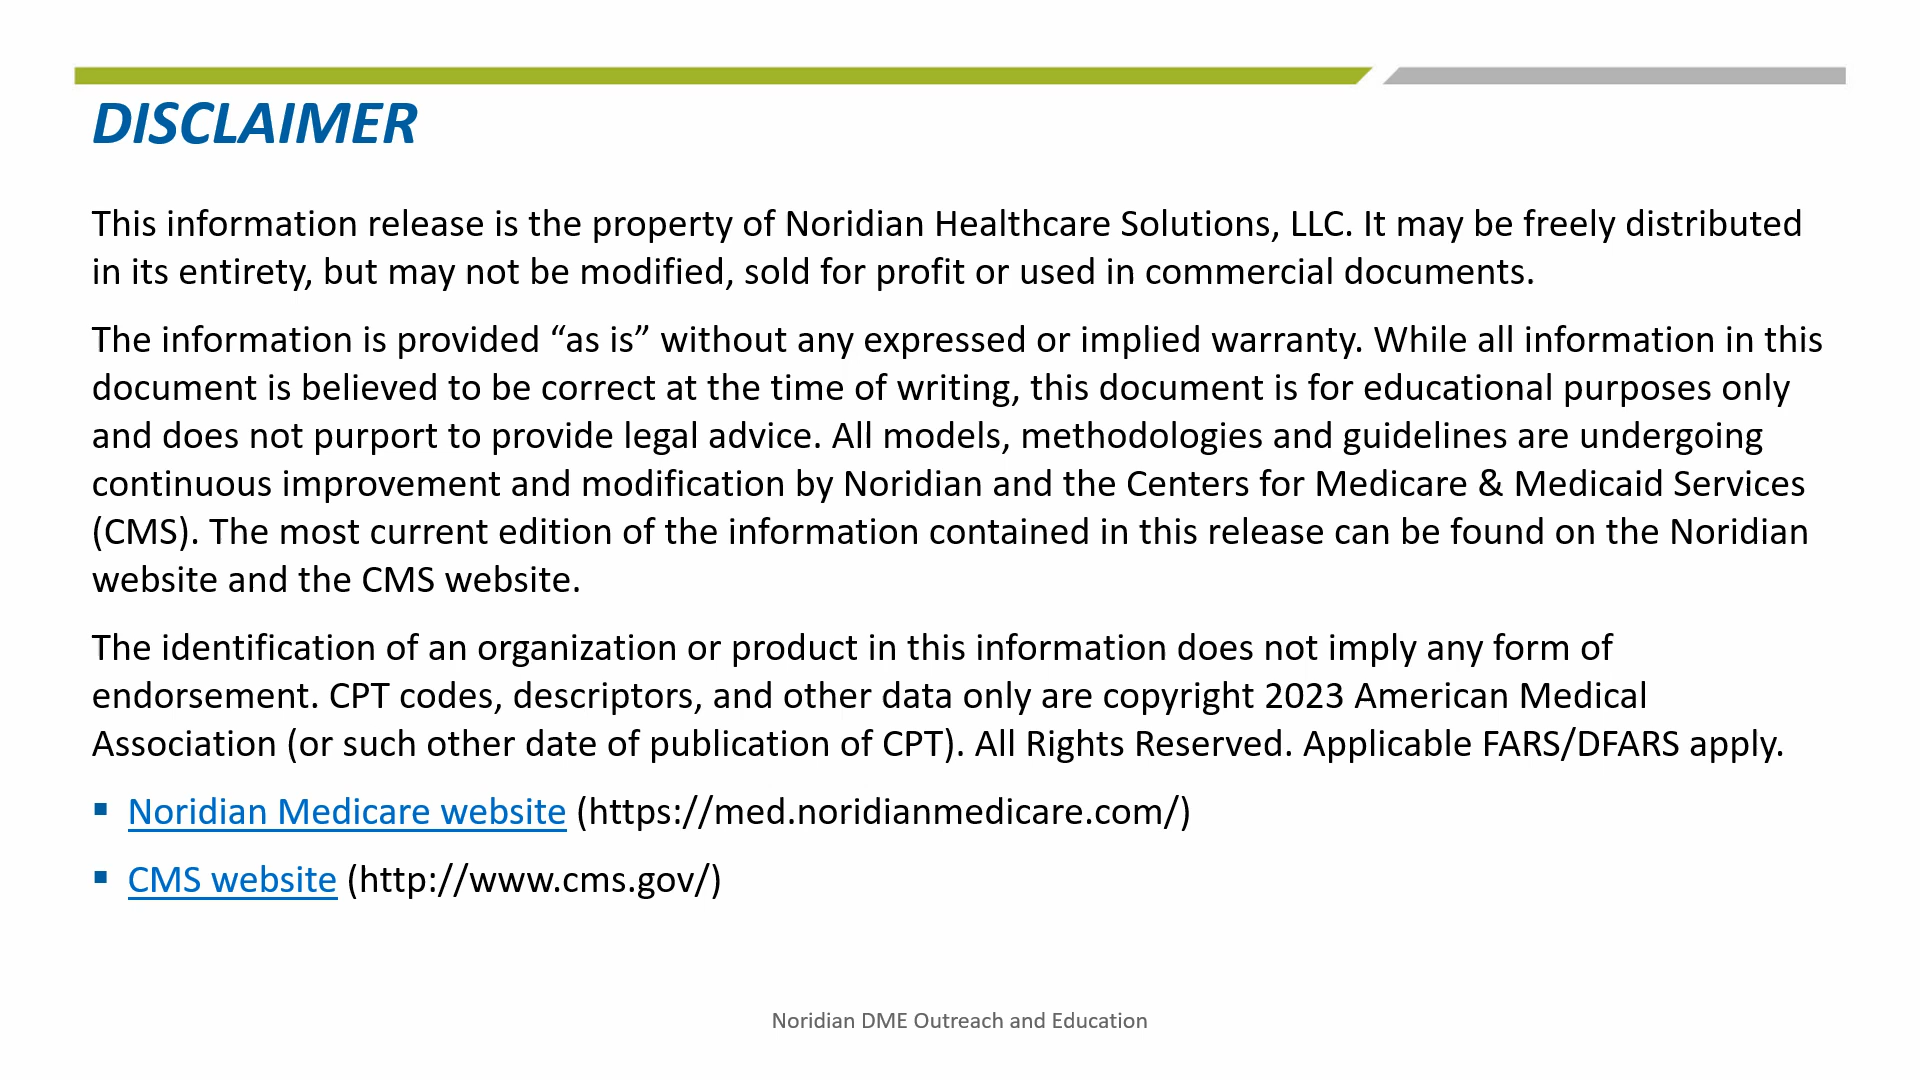 DISCLAIMER
This information release is the property of Noridian Healthcare Solutions, LLC. It may be freely distributed
in its entirety, but may not be modified, sold for profit or used in commercial documents.
The information is provided “as is” without any expressed or implied warranty. While all information in this
document is believed to be correct at the time of writing, this document is for educational purposes only
and does not purport to provide legal advice. All models, methodologies and guidelines are undergoing
continuous improvement and modification by Noridian and the Centers for Medicare & Medicaid Services
(CMS). The most current edition of the information contained in this release can be found on the Noridian
website and the CMS website.
The identification of an organization or product in this information does not imply any form of
endorsement. CPT codes, descriptors, and other data only are copyright 2023 American Medical
Association (or such other date of publication of CPT). All Rights Reserved. Applicable FARS/DFARS apply.
▪ Noridian Medicare website (https://med.noridianmedicare.com/)
▪ CMS website (http://www.cms.gov/)
Noridian DME Outreach and Education